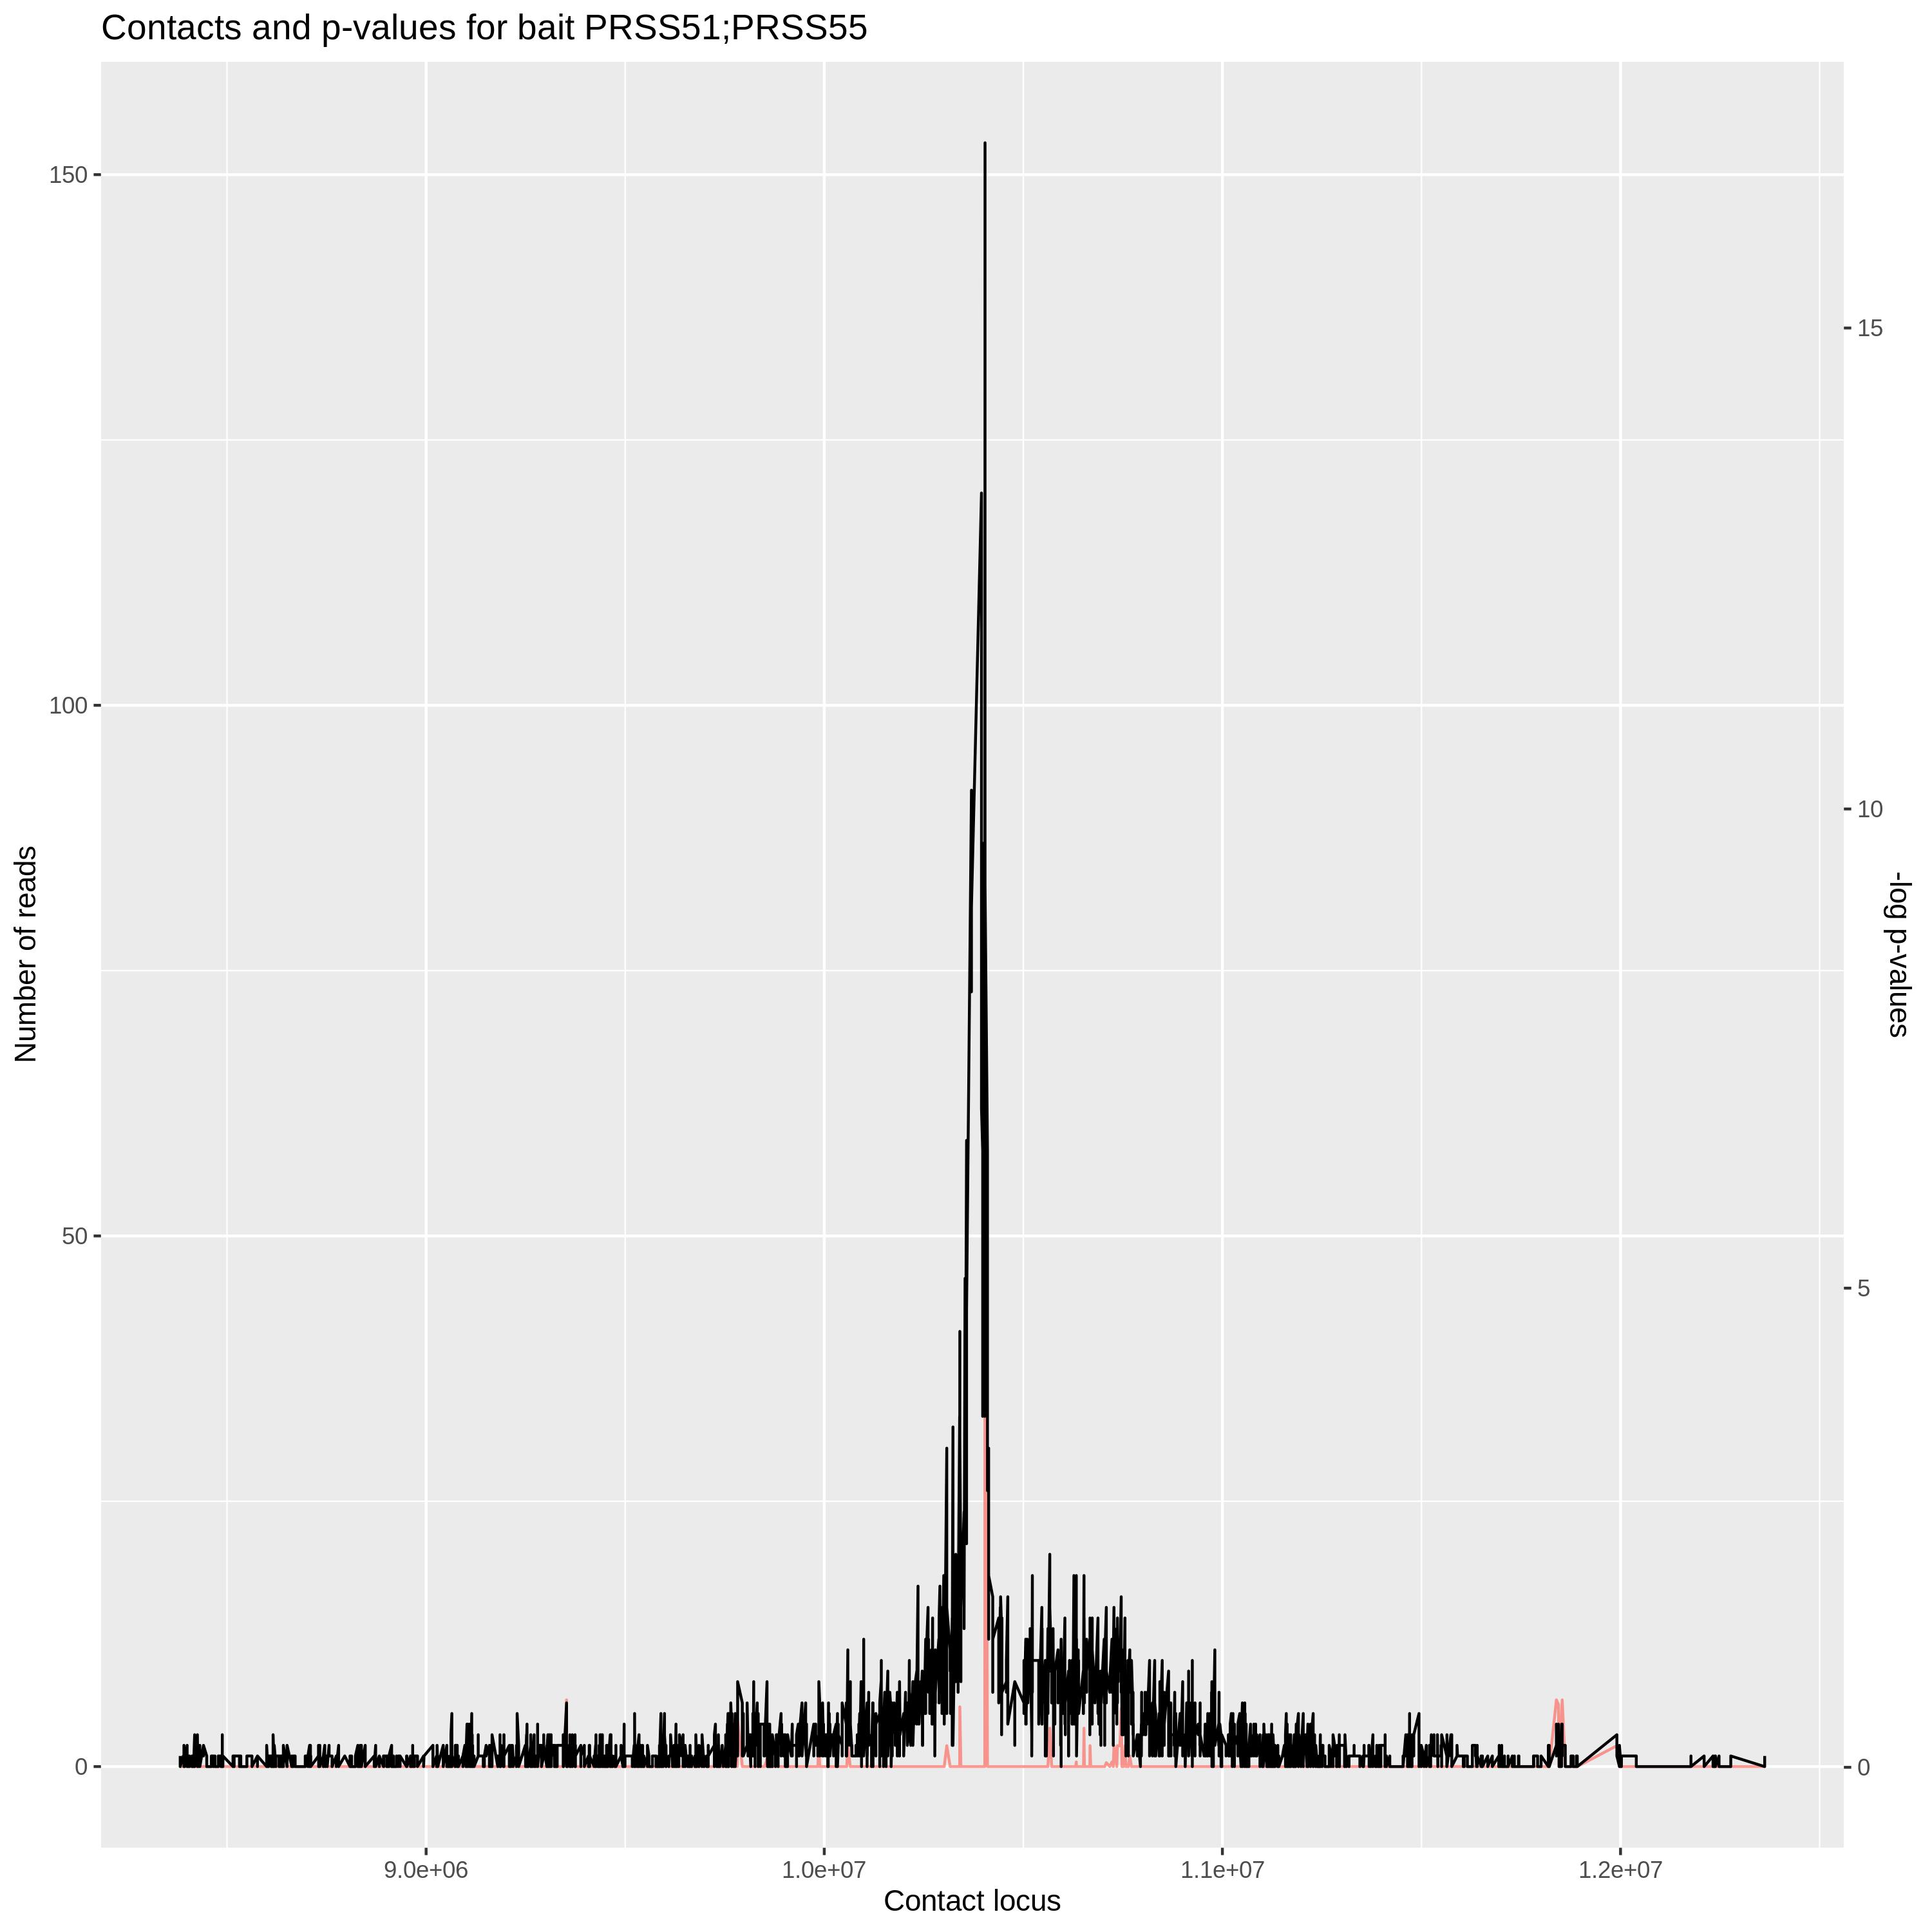 Contacts and p-values for bait PRSS51;PRSS55
150
100
50
0
Number of reads
15
10
5
0
-log p-values
9.0e+06
1.0e+07
1.1e+07
1.2e+07
Contact locus